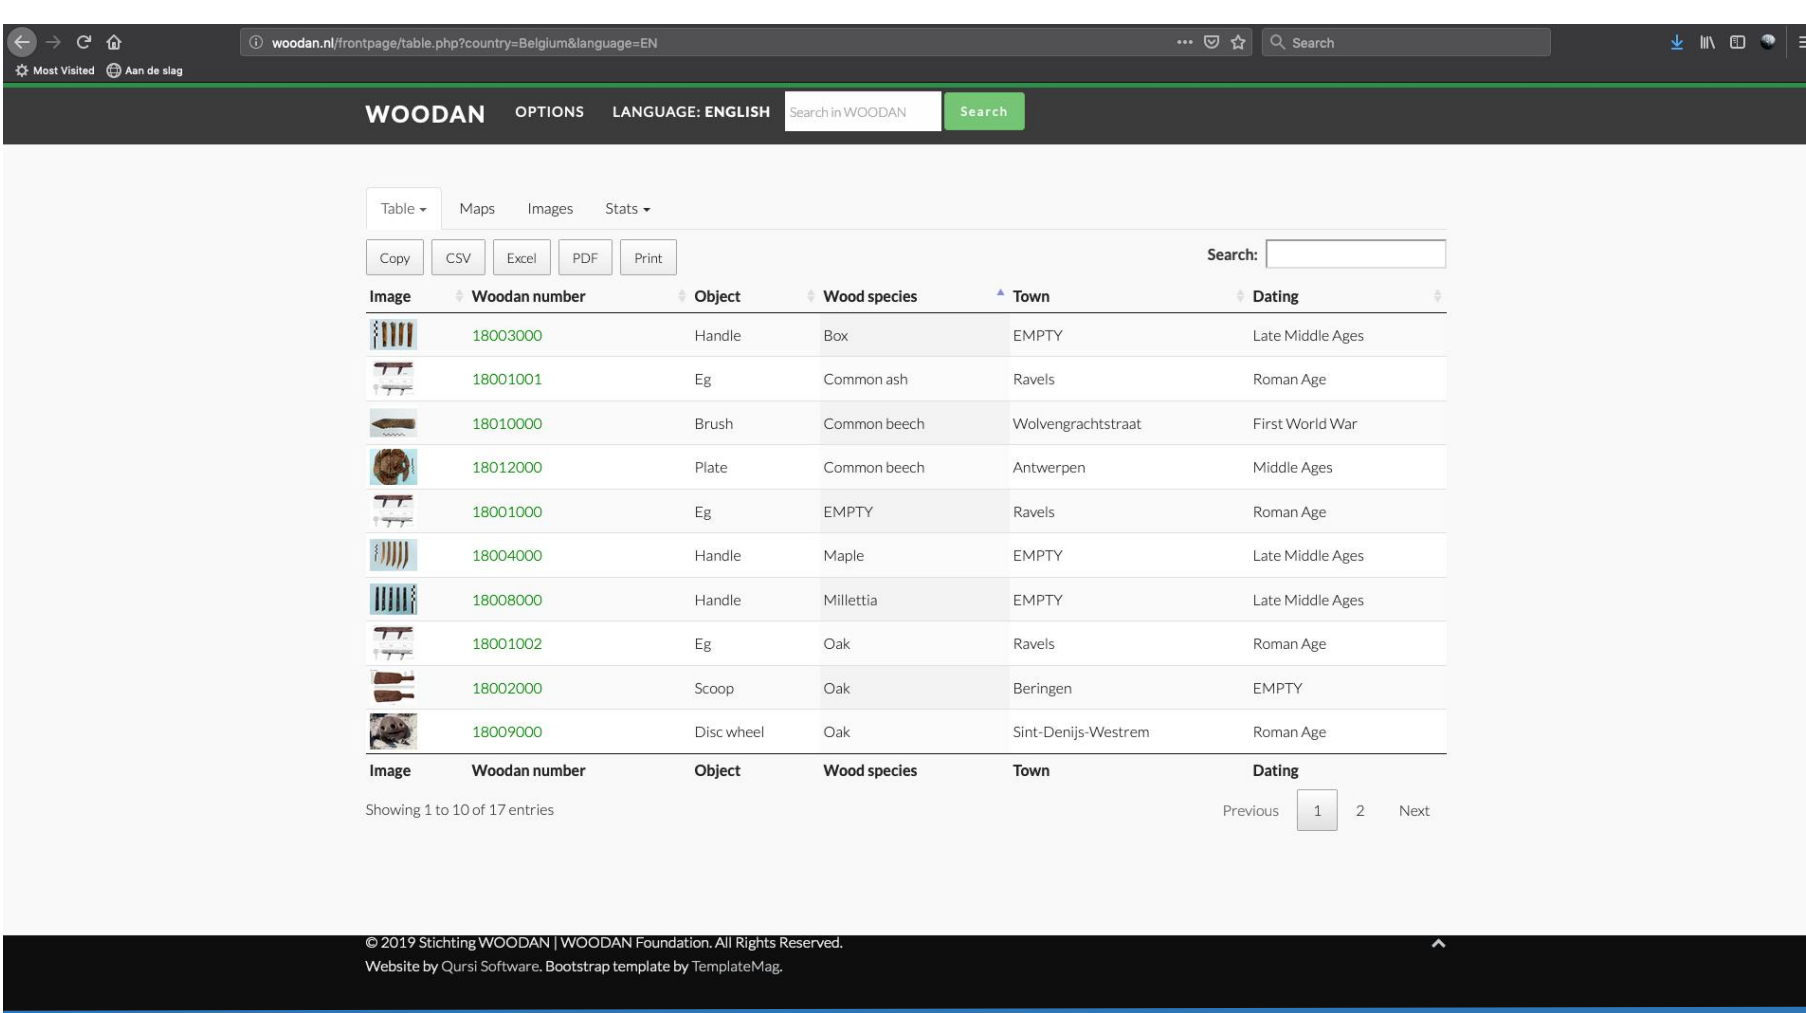 woodan.nl/frontpage/table.php?country=Belgium&language=EN ••• Search
Most Visited Aan de slag
WOODAN OPTIONS LANGUAGE: ENGLISH Search in WOODAN Search
Table Maps Images Stats
Copy CSV Excel PDF Print Search:
Image Woodan number Object Wood species Town Dating
18003000 Handle Box EMPTY Late Middle Ages
18001001 Eg Common ash Ravels Roman Age
18010000 Brush Common beech Wolvengrachtstraat First World War
18012000 Plate Common beech Antwerpen Middle Ages
18001000 Eg EMPTY Ravels Roman Age
18004000 Handle Maple EMPTY Late Middle Ages
18008000 Handle Millettia EMPTY Late Middle Ages
18001002 Eg Oak Ravels Roman Age
18002000 Scoop Oak Beringen EMPTY
18009000 Disc wheel Oak Sint-Denijs-Westrem Roman Age
Image Woodan number Object Wood species Town Dating
Showing 1 to 10 of 17 entries Previous 1 2 Next
© 2019 Stichting WOODAN | WOODAN Foundation. All Rights Reserved.
Website by Qursi Software. Bootstrap template by TemplateMag.